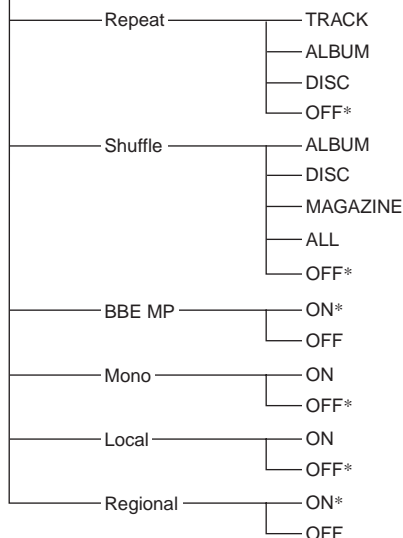 Repeat TRACK
ALBUM
DISC
OFF*
Shuffle ALBUM
DISC
MAGAZINE
ALL
OFF*
BBE MP ON*
OFF
Mono ON
OFF*
Local ON
OFF*
Regional ON*
OFF